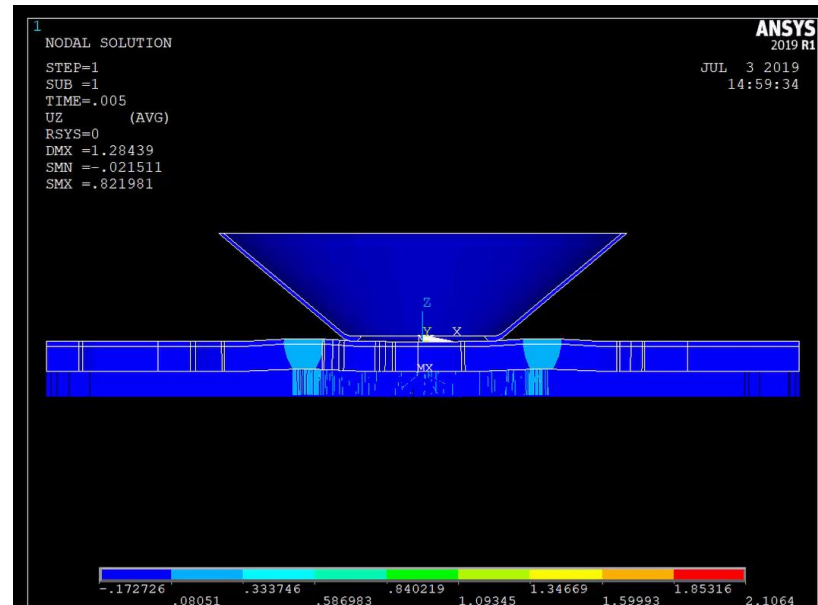 1
ANSYS
2019 R1
NODAL SOLUTION
STEP=1
SUB =1
TIME=.005
UZ (AVG)
RSYS=0
DMX =1.28439
SMN =-.021511
SMX =.821981
JUL 3 2019
14:59:34
Z
Y X
MX
-.172726 .333746 .840219 1.34669 1.85316
.08051 .586983 1.09345 1.59993 2.1064